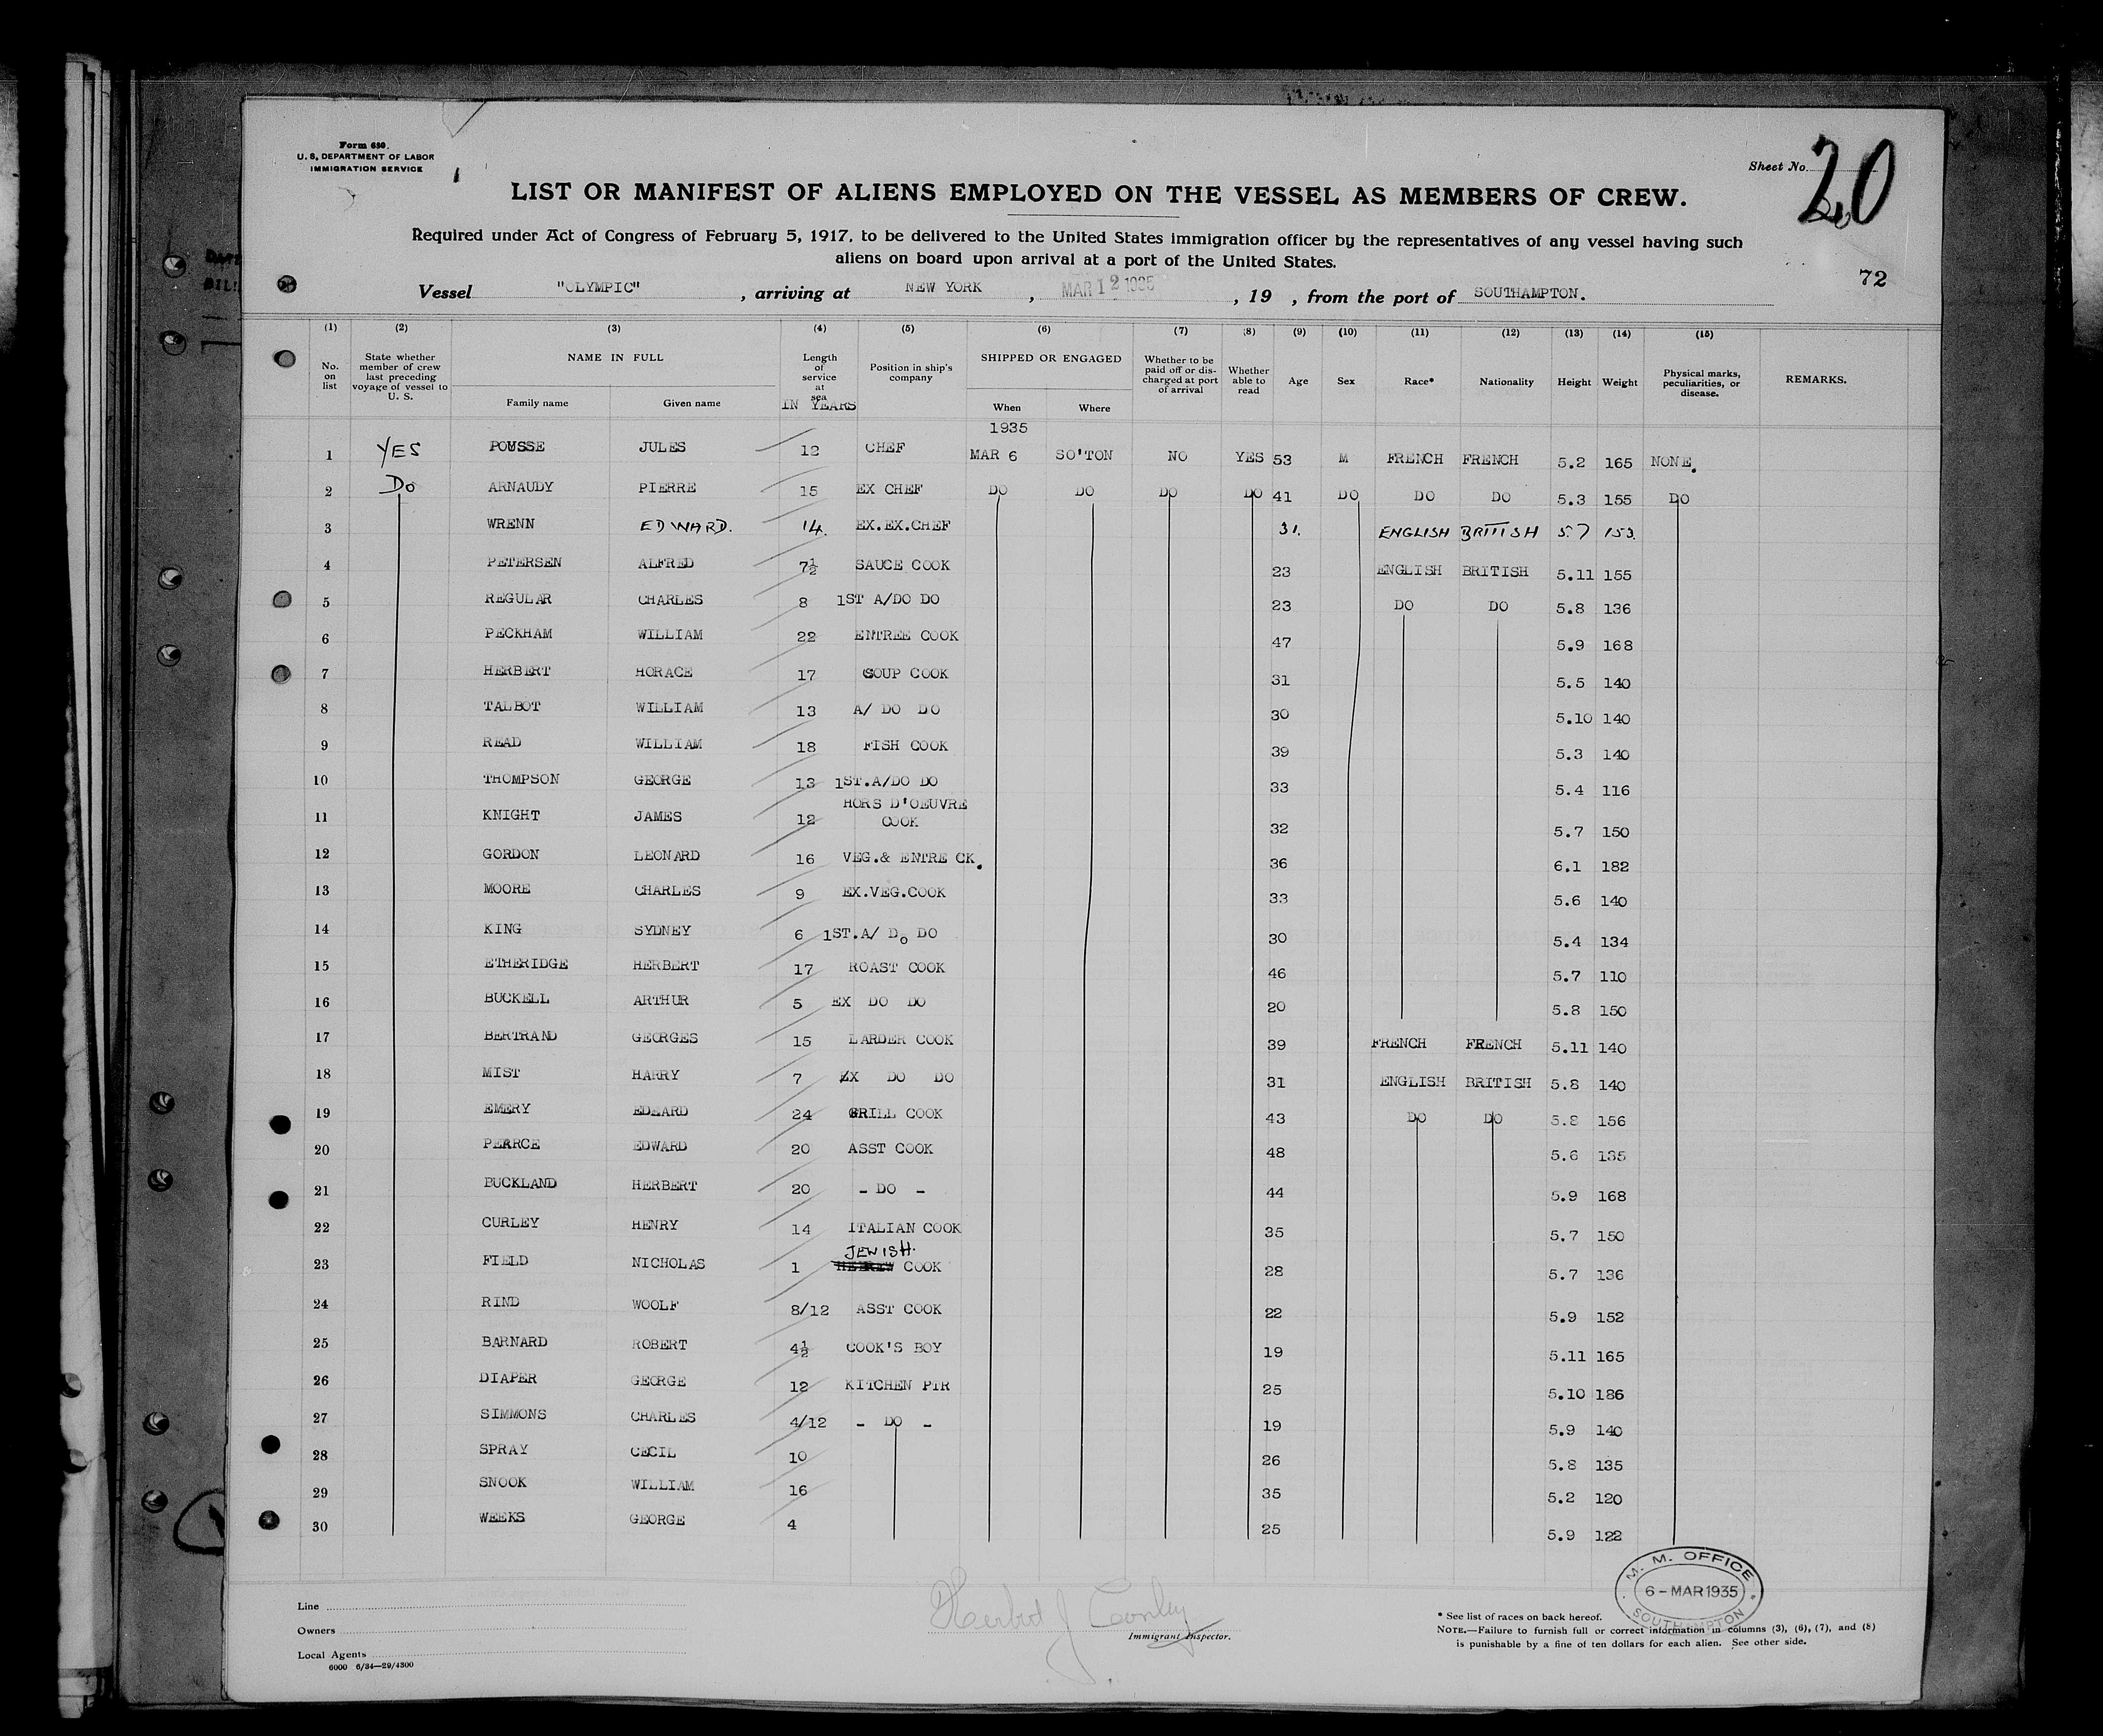 Form 680.
U. S. DEPARTMENT OF LABOR
IMMIGRATION SERVICE
Sheet No. 20
LIST OR MANIFEST OF ALIENS EMPLOYED ON THE VESSEL AS MEMBERS OF CREW.
Required under Act of Congress of February 5, 1917, to be delivered to the United States immigration officer by the representatives of any vessel having such
aliens on board upon arrival at a port of the United States.
72
Vessel "OLYMPIC", arriving at NEW YORK, MAR 12 1935, 19 , from the port of SOUTHAMPTON.
(1) (2) (3) (4) (5) (6) (7) (8) (9) (10) (11) (12) (13) (14) (15)
No. on list State whether member of crew last preceding voyage of vessel to U. S. NAME IN FULL Family name Given name Length of service at sea IN YEARS Position in ship's company SHIPPED OR ENGAGED When Where Whether to be paid off or discharged at port of arrival Whether able to read Age Sex Race* Nationality Height Weight Physical marks, peculiarities, or disease. REMARKS.
1935
1 YES POUSSE JULES 12 CHEF MAR 6 SO'TON NO YES 53 M FRENCH FRENCH 5.2 165 NONE.
2 Do ARNAUDY PIERRE 15 EX CHEF DO DO DO DO 41 DO DO DO 5.3 155 DO
3 WRENN EDWARD. 14. EX.EX.CHEF 31. ENGLISH BRITISH 5.7 153.
4 PETERSEN ALFRED 7½ SAUCE COOK 23 ENGLISH BRITISH 5.11 155
5 REGULAR CHARLES 8 1ST A/DO DO 23 DO DO 5.8 136
6 PECKHAM WILLIAM 22 ENTREE COOK 47 5.9 168
7 HERBERT HORACE 17 SOUP COOK 31 5.5 140
8 TALBOT WILLIAM 13 A/ DO DO 30 5.10 140
9 READ WILLIAM 18 FISH COOK 39 5.3 140
10 THOMPSON GEORGE 13 1ST.A/DO DO 33 5.4 116
11 KNIGHT JAMES 12 HORS D'OEUVRE COOK 32 5.7 150
12 GORDON LEONARD 16 VEG.& ENTRE CK. 36 6.1 182
13 MOORE CHARLES 9 EX.VEG.COOK 33 5.6 140
14 KING SYDNEY 6 1ST.A/ Do DO 30 5.4 134
15 ETHERIDGE HERBERT 17 ROAST COOK 46 5.7 110
16 BUCKELL ARTHUR 5 EX DO DO 20 5.8 150
17 BERTRAND GEORGES 15 LARDER COOK 39 FRENCH FRENCH 5.11 140
18 MIST HARRY 7 EX DO DO 31 ENGLISH BRITISH 5.8 140
19 EMERY EDEARD 24 GRILL COOK 43 DO DO 5.8 156
20 PEARCE EDWARD 20 ASST COOK 48 5.6 135
21 BUCKLAND HERBERT 20 - DO - 44 5.9 168
22 CURLEY HENRY 14 ITALIAN COOK 35 5.7 150
JEWISH.
23 FIELD NICHOLAS 1 HEBREW COOK 28 5.7 136
24 RIND WOOLF 8/12 ASST COOK 22 5.9 152
25 BARNARD ROBERT 4½ COOK'S BOY 19 5.11 165
26 DIAPER GEORGE 12 KITCHEN PTR 25 5.10 186
27 SIMMONS CHARLES 4/12 - DO - 19 5.9 140
28 SPRAY CECIL 10 26 5.8 135
29 SNOOK WILLIAM 16 35 5.2 120
30 WEEKS GEORGE 4 25 5.9 122
M. M. OFFICE
6-MAR1935
SOUTHAMPTON
Line
Owners
Local Agents
6000 6/34—29/4300
Immigrant Inspector.
* See list of races on back hereof.
NOTE.—Failure to furnish full or correct information in columns (3), (6), (7), and (8)
is punishable by a fine of ten dollars for each alien. See other side.